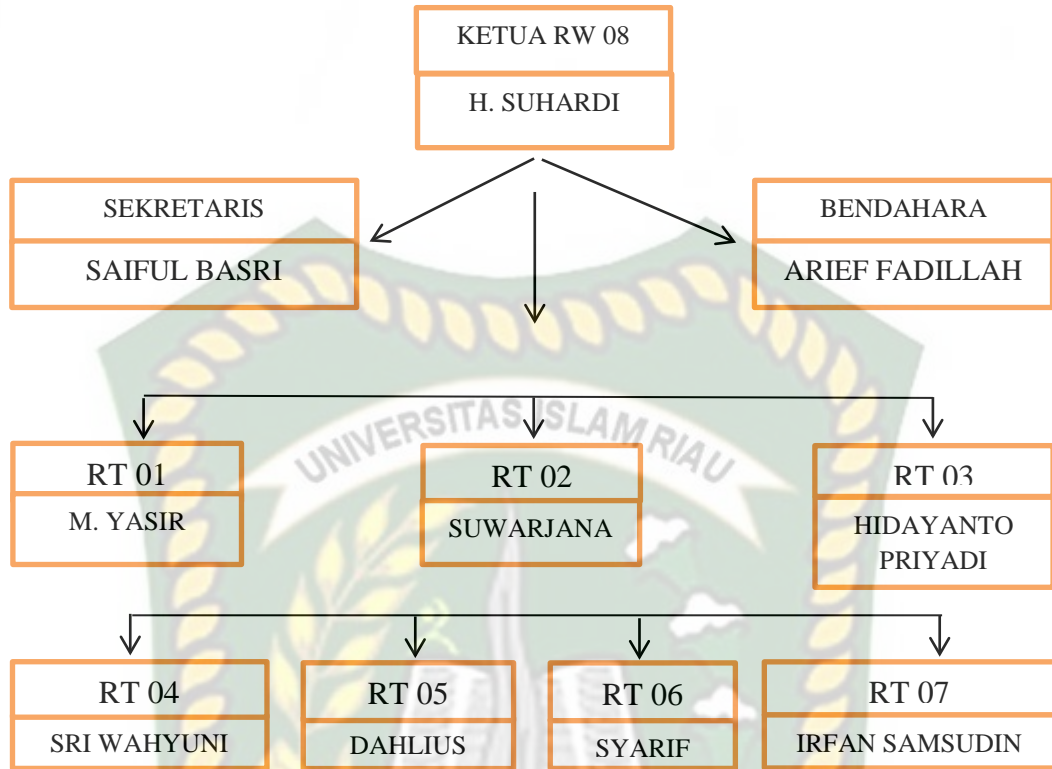 KETUA RW 08
H. SUHARDI
SEKRETARIS
SAIFUL BASRI
BENDAHARA
ARIEF FADILLAH
UNIVERSITAS ISLAM RIAU
RT 01
M. YASIR
RT 02
SUWARJANA
RT 03
HIDAYANTO
PRIYADI
RT 04
SRI WAHYUNI
RT 05
DAHLIUS
RT 06
SYARIF
RT 07
IRFAN SAMSUDIN